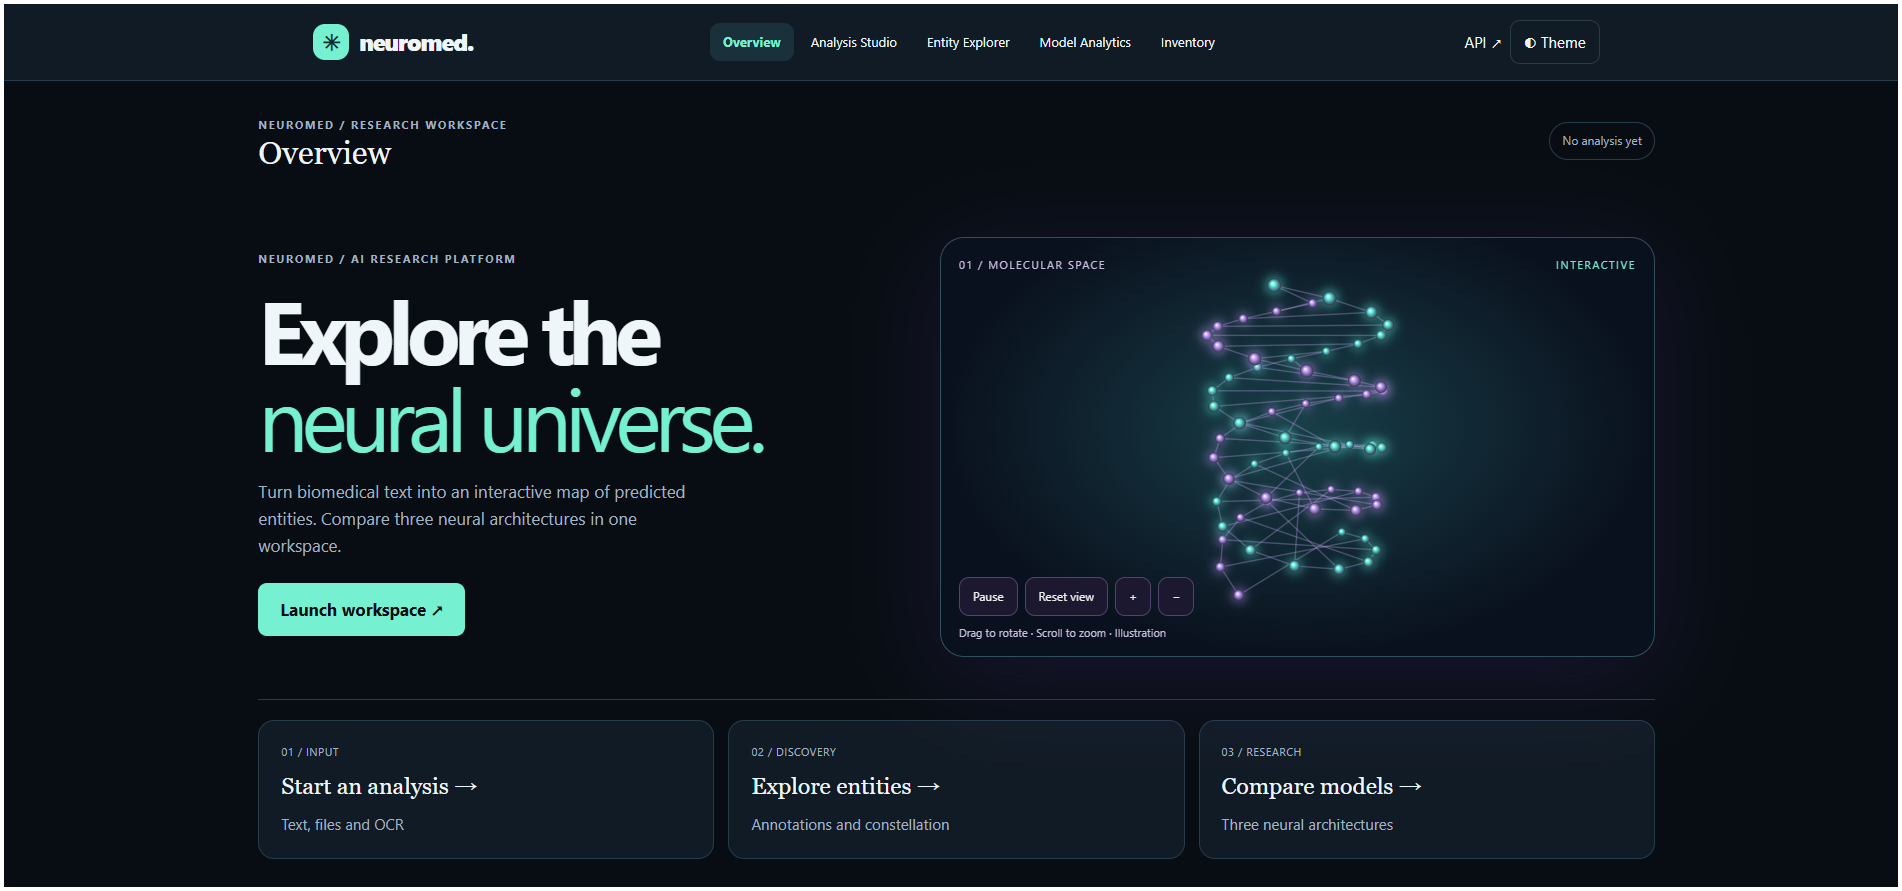 neuromed.
Overview
Analysis Studio
Entity Explorer
Model Analytics
Inventory
API ↗
◐ Theme
NEUROMED / RESEARCH WORKSPACE
Overview
No analysis yet
NEUROMED / AI RESEARCH PLATFORM
Explore the
neural universe.
Turn biomedical text into an interactive map of predicted
entities. Compare three neural architectures in one
workspace.
Launch workspace ↗
01 / MOLECULAR SPACE
INTERACTIVE
Pause
Reset view
+
−
Drag to rotate · Scroll to zoom · Illustration
01 / INPUT
Start an analysis →
Text, files and OCR
02 / DISCOVERY
Explore entities →
Annotations and constellation
03 / RESEARCH
Compare models →
Three neural architectures